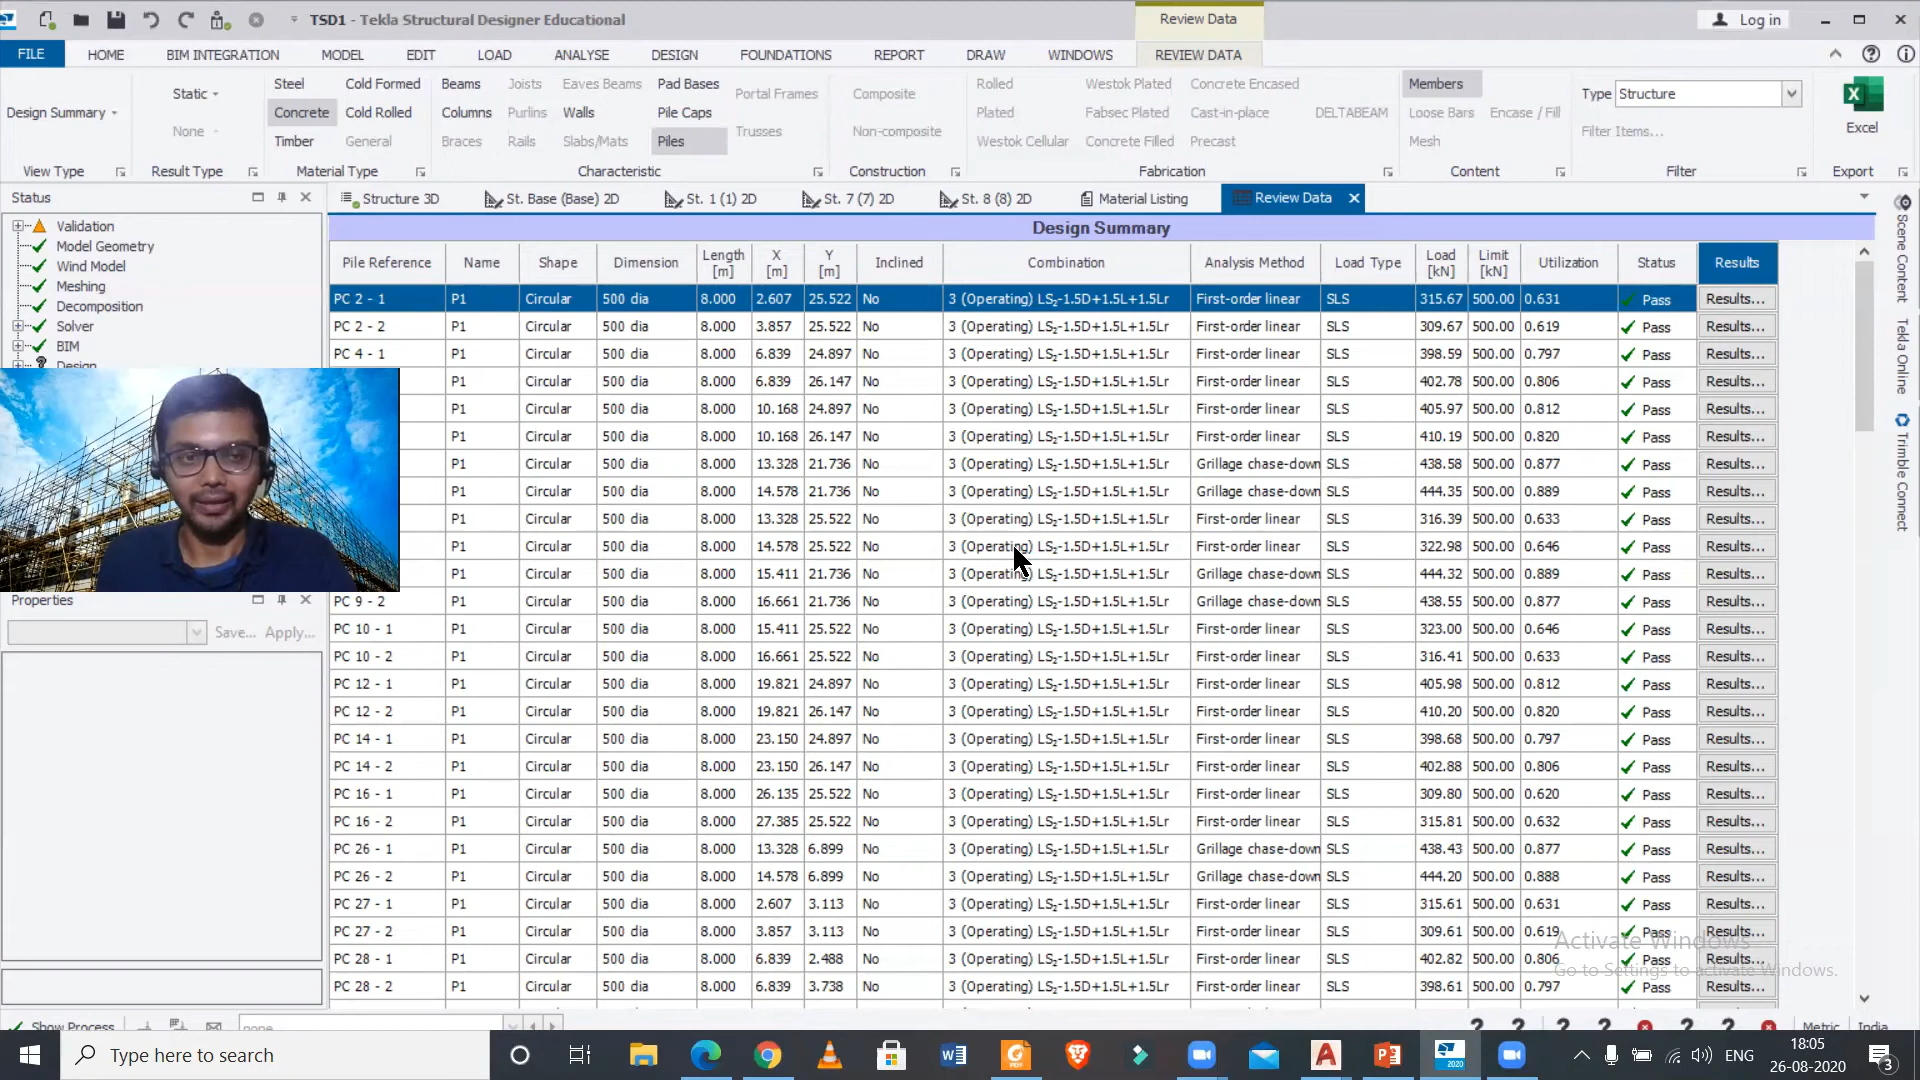 TSD1 - Tekla Structural Designer Educational
Review Data
Log in
FILE HOME BIM INTEGRATION MODEL EDIT LOAD ANALYSE DESIGN FOUNDATIONS REPORT DRAW WINDOWS REVIEW DATA
Design Summary
View Type
Static
None
Result Type
Steel Cold Formed
Concrete Cold Rolled
Timber General
Material Type
Beams Joists Eaves Beams Pad Bases Portal Frames
Columns Purlins Walls Pile Caps Trusses
Braces Rails Slabs/Mats Piles
Characteristic
Composite
Non-composite
Construction
Rolled Westok Plated Concrete Encased
Plated Fabsec Plated Cast-in-place DELTABEAM
Westok Cellular Concrete Filled Precast
Fabrication
Members
Loose Bars Encase / Fill
Mesh
Content
Type Structure
Filter Items...
Filter
Excel
Export
Status
Validation
Model Geometry
Wind Model
Meshing
Decomposition
Solver
BIM
Design
Properties
Save... Apply...
Structure 3D St. Base (Base) 2D St. 1 (1) 2D St. 7 (7) 2D St. 8 (8) 2D Material Listing Review Data
Design Summary
Pile Reference Name Shape Dimension Length [m] X [m] Y [m] Inclined Combination Analysis Method Load Type Load [kN] Limit [kN] Utilization Status Results
PC 2 - 1 P1 Circular 500 dia 8.000 2.607 25.522 No 3 (Operating) LS₂-1.5D+1.5L+1.5Lr First-order linear SLS 315.67 500.00 0.631 Pass Results...
PC 2 - 2 P1 Circular 500 dia 8.000 3.857 25.522 No 3 (Operating) LS₂-1.5D+1.5L+1.5Lr First-order linear SLS 309.67 500.00 0.619 Pass Results...
PC 4 - 1 P1 Circular 500 dia 8.000 6.839 24.897 No 3 (Operating) LS₂-1.5D+1.5L+1.5Lr First-order linear SLS 398.59 500.00 0.797 Pass Results...
P1 Circular 500 dia 8.000 6.839 26.147 No 3 (Operating) LS₂-1.5D+1.5L+1.5Lr First-order linear SLS 402.78 500.00 0.806 Pass Results...
P1 Circular 500 dia 8.000 10.168 24.897 No 3 (Operating) LS₂-1.5D+1.5L+1.5Lr First-order linear SLS 405.97 500.00 0.812 Pass Results...
P1 Circular 500 dia 8.000 10.168 26.147 No 3 (Operating) LS₂-1.5D+1.5L+1.5Lr First-order linear SLS 410.19 500.00 0.820 Pass Results...
P1 Circular 500 dia 8.000 13.328 21.736 No 3 (Operating) LS₂-1.5D+1.5L+1.5Lr Grillage chase-down SLS 438.58 500.00 0.877 Pass Results...
P1 Circular 500 dia 8.000 14.578 21.736 No 3 (Operating) LS₂-1.5D+1.5L+1.5Lr Grillage chase-down SLS 444.35 500.00 0.889 Pass Results...
P1 Circular 500 dia 8.000 13.328 25.522 No 3 (Operating) LS₂-1.5D+1.5L+1.5Lr First-order linear SLS 316.39 500.00 0.633 Pass Results...
P1 Circular 500 dia 8.000 14.578 25.522 No 3 (Operating) LS₂-1.5D+1.5L+1.5Lr First-order linear SLS 322.98 500.00 0.646 Pass Results...
P1 Circular 500 dia 8.000 15.411 21.736 No 3 (Operating) LS₂-1.5D+1.5L+1.5Lr Grillage chase-down SLS 444.32 500.00 0.889 Pass Results...
PC 9 - 2 P1 Circular 500 dia 8.000 16.661 21.736 No 3 (Operating) LS₂-1.5D+1.5L+1.5Lr Grillage chase-down SLS 438.55 500.00 0.877 Pass Results...
PC 10 - 1 P1 Circular 500 dia 8.000 15.411 25.522 No 3 (Operating) LS₂-1.5D+1.5L+1.5Lr First-order linear SLS 323.00 500.00 0.646 Pass Results...
PC 10 - 2 P1 Circular 500 dia 8.000 16.661 25.522 No 3 (Operating) LS₂-1.5D+1.5L+1.5Lr First-order linear SLS 316.41 500.00 0.633 Pass Results...
PC 12 - 1 P1 Circular 500 dia 8.000 19.821 24.897 No 3 (Operating) LS₂-1.5D+1.5L+1.5Lr First-order linear SLS 405.98 500.00 0.812 Pass Results...
PC 12 - 2 P1 Circular 500 dia 8.000 19.821 26.147 No 3 (Operating) LS₂-1.5D+1.5L+1.5Lr First-order linear SLS 410.20 500.00 0.820 Pass Results...
PC 14 - 1 P1 Circular 500 dia 8.000 23.150 24.897 No 3 (Operating) LS₂-1.5D+1.5L+1.5Lr First-order linear SLS 398.68 500.00 0.797 Pass Results...
PC 14 - 2 P1 Circular 500 dia 8.000 23.150 26.147 No 3 (Operating) LS₂-1.5D+1.5L+1.5Lr First-order linear SLS 402.88 500.00 0.806 Pass Results...
PC 16 - 1 P1 Circular 500 dia 8.000 26.135 25.522 No 3 (Operating) LS₂-1.5D+1.5L+1.5Lr First-order linear SLS 309.80 500.00 0.620 Pass Results...
PC 16 - 2 P1 Circular 500 dia 8.000 27.385 25.522 No 3 (Operating) LS₂-1.5D+1.5L+1.5Lr First-order linear SLS 315.81 500.00 0.632 Pass Results...
PC 26 - 1 P1 Circular 500 dia 8.000 13.328 6.899 No 3 (Operating) LS₂-1.5D+1.5L+1.5Lr Grillage chase-down SLS 438.43 500.00 0.877 Pass Results...
PC 26 - 2 P1 Circular 500 dia 8.000 14.578 6.899 No 3 (Operating) LS₂-1.5D+1.5L+1.5Lr Grillage chase-down SLS 444.20 500.00 0.888 Pass Results...
PC 27 - 1 P1 Circular 500 dia 8.000 2.607 3.113 No 3 (Operating) LS₂-1.5D+1.5L+1.5Lr First-order linear SLS 315.61 500.00 0.631 Pass Results...
PC 27 - 2 P1 Circular 500 dia 8.000 3.857 3.113 No 3 (Operating) LS₂-1.5D+1.5L+1.5Lr First-order linear SLS 309.61 500.00 0.619 Pass Results...
PC 28 - 1 P1 Circular 500 dia 8.000 6.839 2.488 No 3 (Operating) LS₂-1.5D+1.5L+1.5Lr First-order linear SLS 402.82 500.00 0.806 Pass Results...
PC 28 - 2 P1 Circular 500 dia 8.000 6.839 3.738 No 3 (Operating) LS₂-1.5D+1.5L+1.5Lr First-order linear SLS 398.61 500.00 0.797 Pass Results...
Activate Windows
Go to Settings to activate Windows.
Scene Content
Tekla Online
Trimble Connect
Show Process none Metric India
Type here to search
2020
ENG
18:05
26-08-2020
3